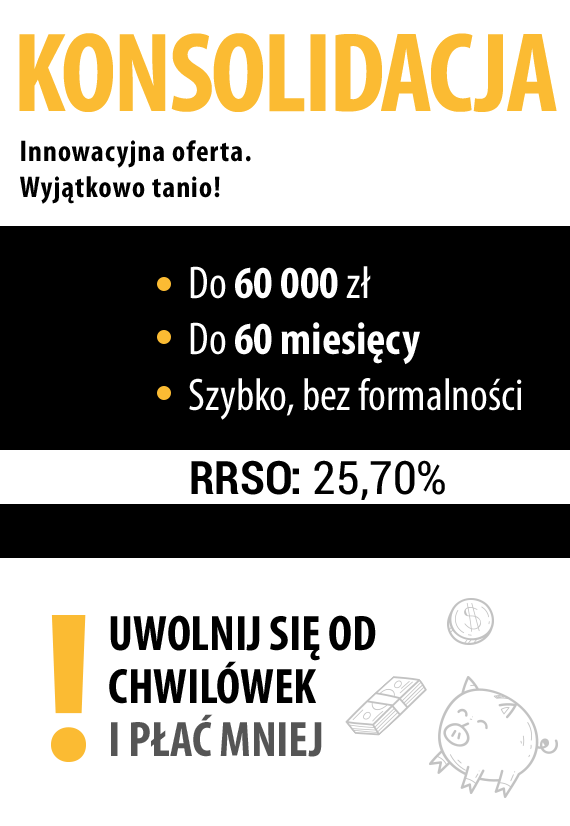 KONSOLIDACJA
Innowacyjna oferta.
Wyjątkowo tanio!
• Do 60 000 zł
• Do 60 miesięcy
• Szybko, bez formalności
RRSO: 25,70%
! UWOLNIJ SIĘ OD
CHWILÓWEK
I PŁAĆ MNIEJ
$